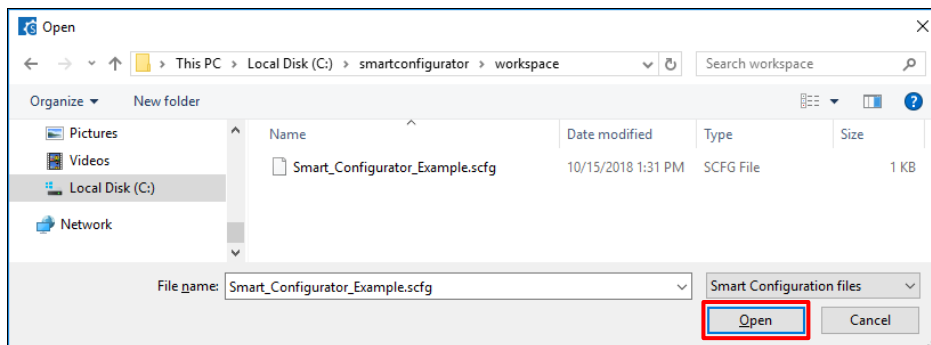 Open
This PC > Local Disk (C:) > smartconfigurator > workspace
Search workspace
Organize
New folder
Pictures
Videos
Local Disk (C:)
Network
Name
Date modified
Type
Size
Smart_Configurator_Example.scfg
10/15/2018 1:31 PM
SCFG File
1 KB
File name:
Smart_Configurator_Example.scfg
Smart Configuration files
Open
Cancel